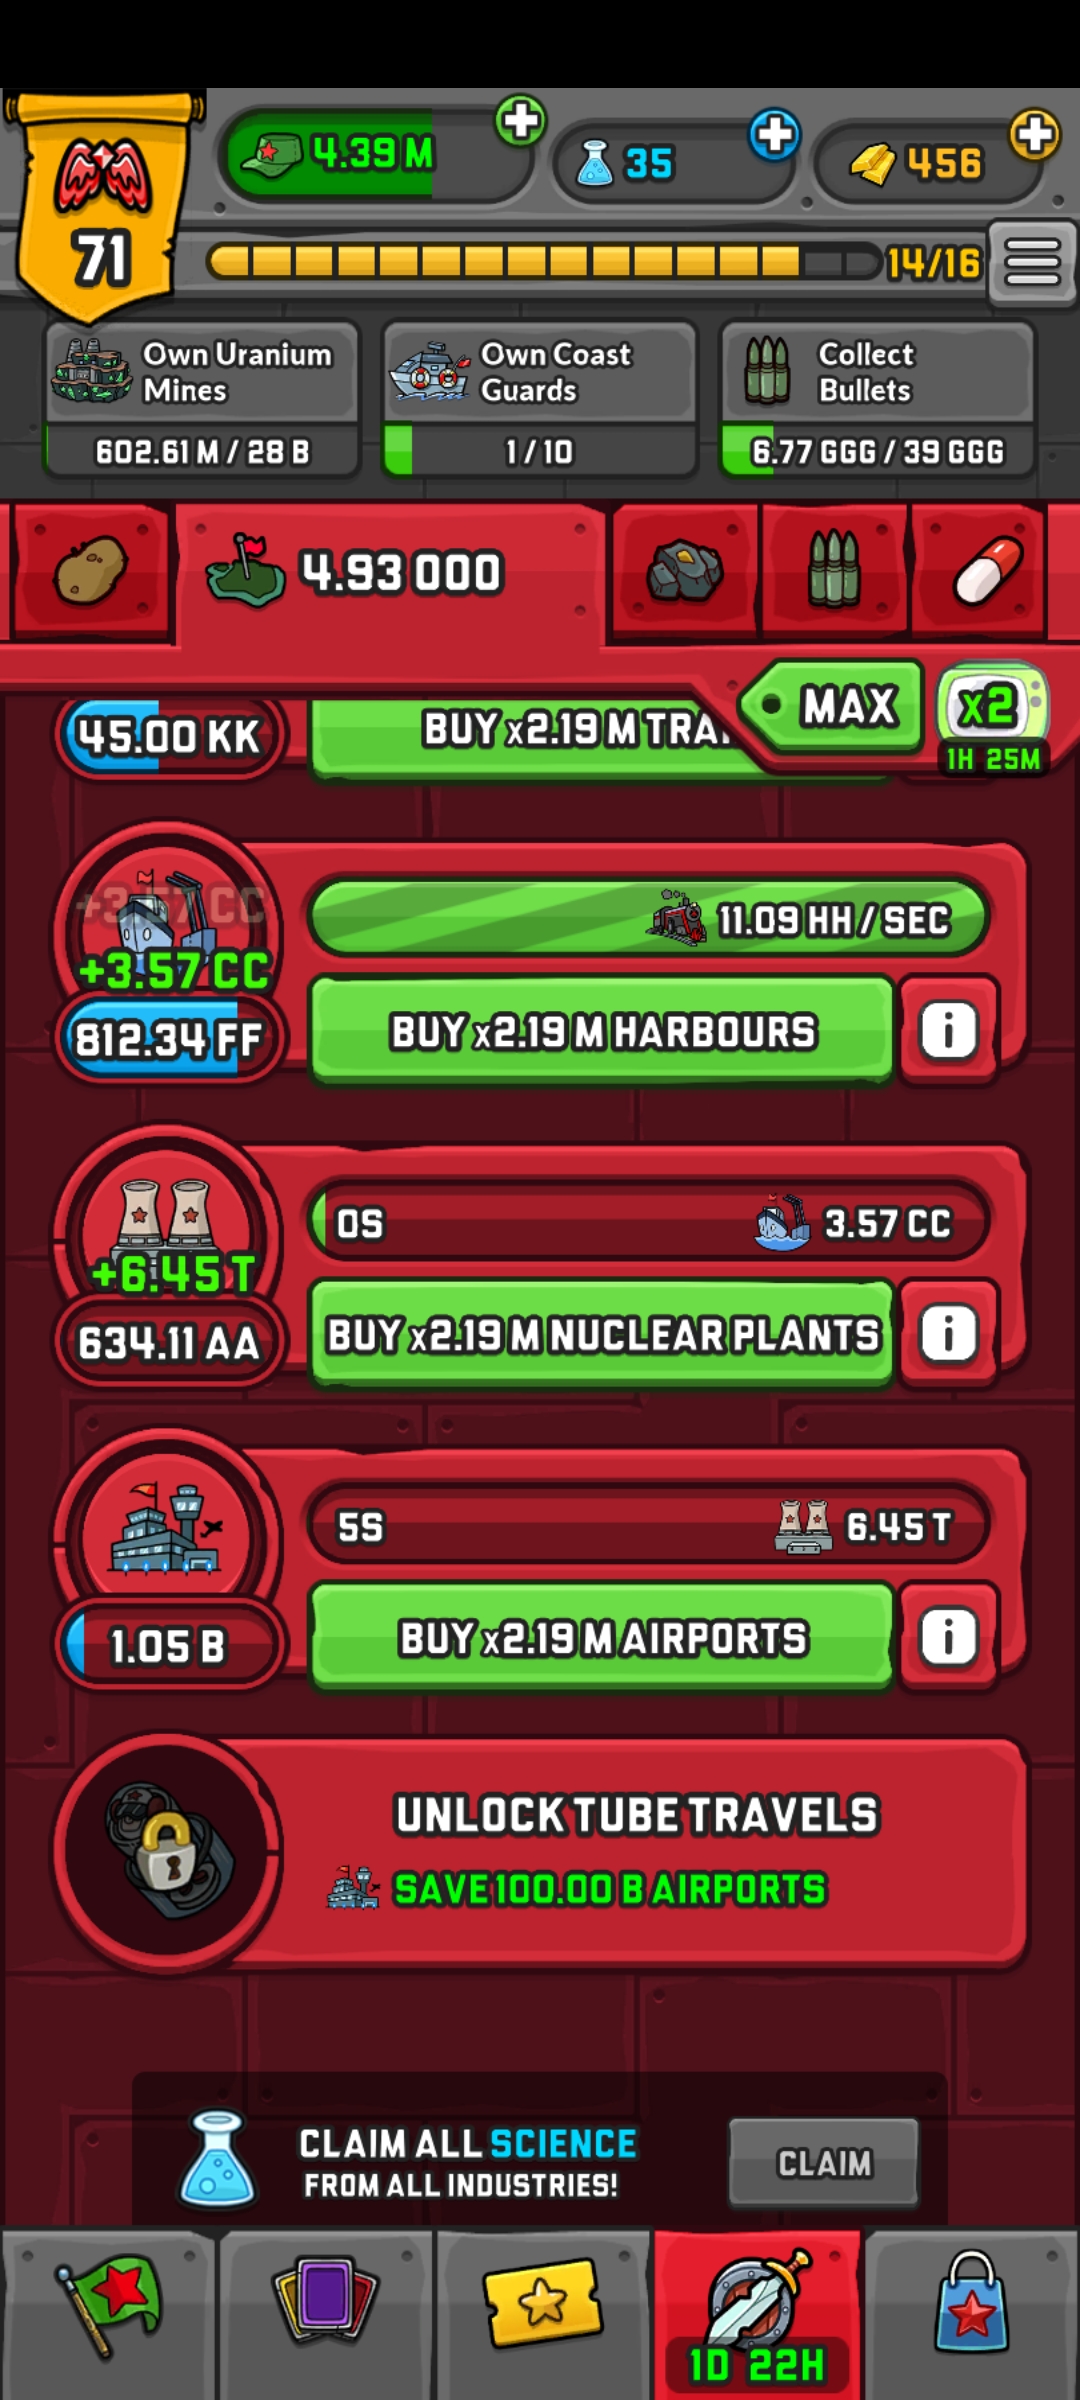 4.39 M
35
456
71
14/16
Own Uranium
Mines
602.61 M / 28 B
Own Coast
Guards
1 / 10
Collect
Bullets
6.77 GGG / 39 GGG
4.93 000
MAX
x2
1H 25M
45.00 KK
BUY x2.19 M TRA
+3.57 CC
+3.57 CC
812.34 FF
11.09 HH / SEC
BUY x2.19 M HARBOURS
i
+6.45 T
634.11 AA
0S
3.57 CC
BUY x2.19 M NUCLEAR PLANTS
i
1.05 B
5S
6.45 T
BUY x2.19 M AIRPORTS
i
UNLOCK TUBE TRAVELS
SAVE 100.00 B AIRPORTS
CLAIM ALL SCIENCE
FROM ALL INDUSTRIES!
CLAIM
1D 22H